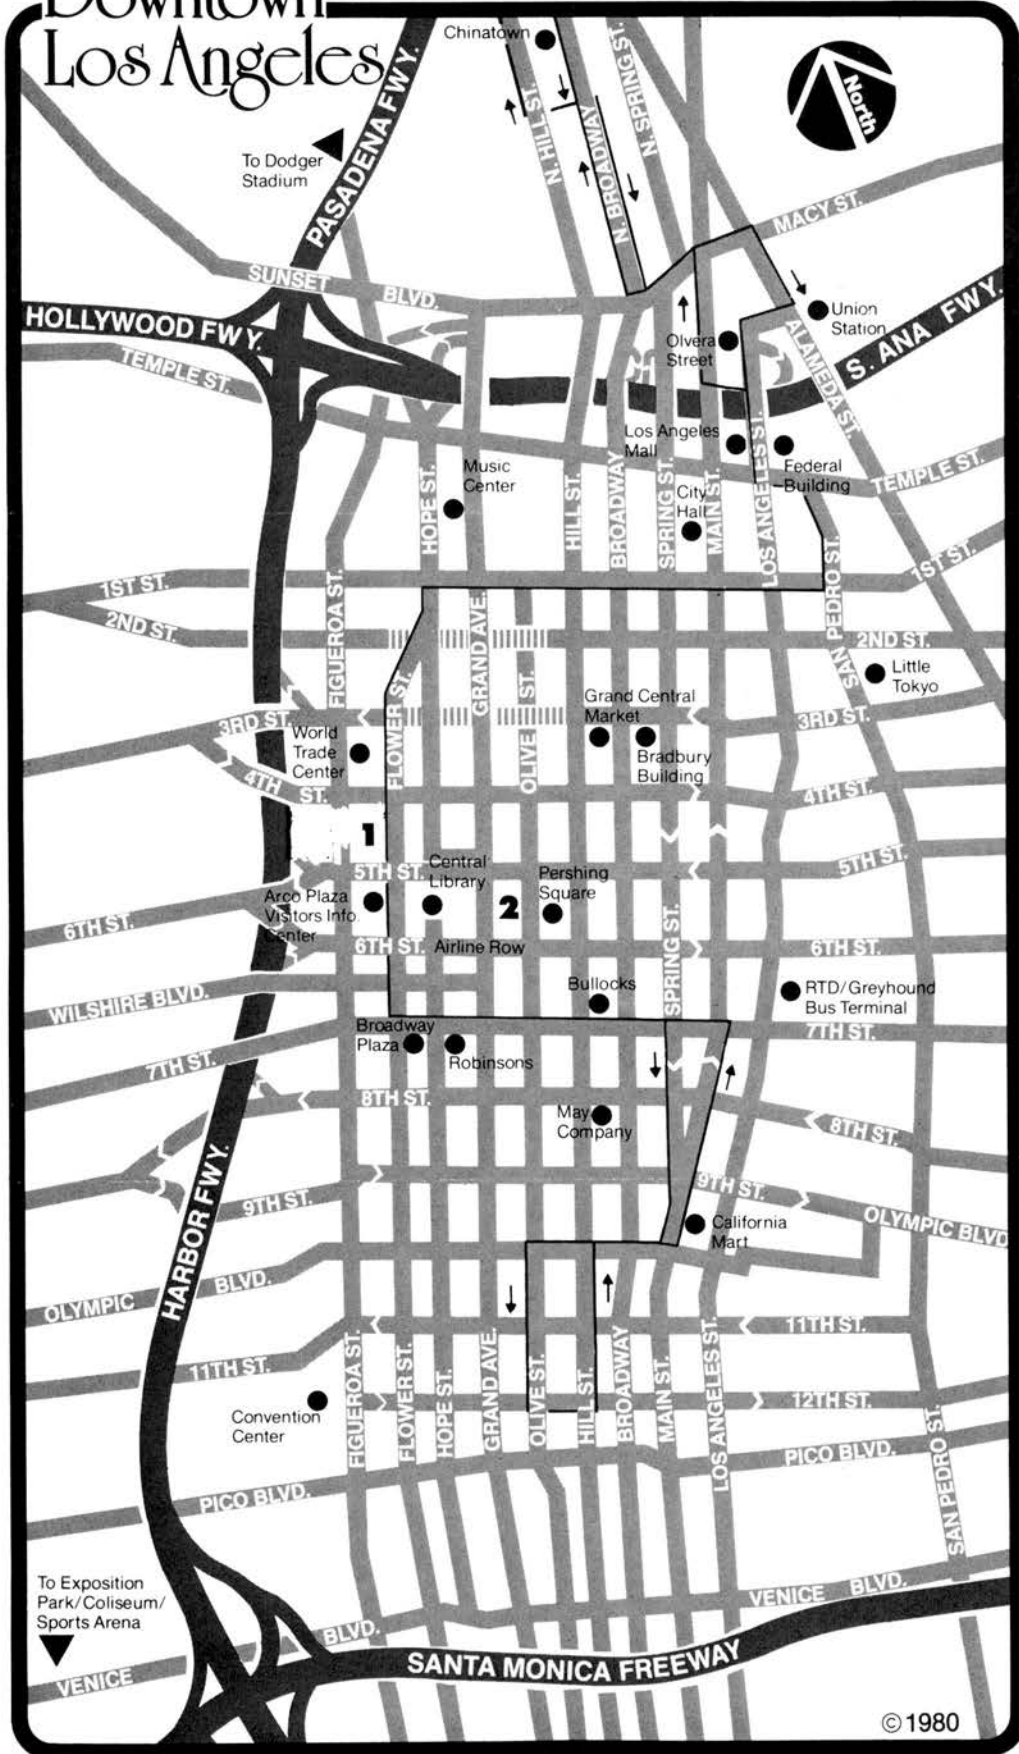 Downtown
Los Angeles
Chinatown
N. HILL ST.
N. BROADWAY
N. SPRING ST.
North
To Dodger
Stadium
PASADENA FWY.
MACY ST.
SUNSET BLVD.
HOLLYWOOD FWY.
Union
Station
Olvera
Street
S. ANA FWY.
ALAMEDA ST.
TEMPLE ST.
Los Angeles
Mall
Federal
Building
TEMPLE ST.
Music
Center
City
Hall
HOPE ST.
HILL ST.
BROADWAY
SPRING ST.
MAIN ST.
LOS ANGELES ST.
1ST ST.
1ST ST.
FIGUEROA ST.
SAN PEDRO ST.
2ND ST.
2ND ST.
GRAND AVE.
Little
Tokyo
FLOWER ST.
OLIVE ST.
Grand Central
Market
3RD ST.
3RD ST.
World
Trade
Center
Bradbury
Building
4TH ST.
4TH ST.
1
5TH ST.
5TH ST.
Central
Library
Pershing
Square
Arco Plaza
Visitors Info.
Center
2
6TH ST.
6TH ST.
Airline Row
6TH ST.
SPRING ST.
Bullocks
RTD/Greyhound
Bus Terminal
WILSHIRE BLVD.
Broadway
Plaza
Robinsons
7TH ST.
7TH ST.
8TH ST.
May
Company
8TH ST.
9TH ST.
9TH ST.
HARBOR FWY.
California
Mart
OLYMPIC BLVD
OLYMPIC BLVD.
11TH ST.
11TH ST.
FIGUEROA ST.
FLOWER ST.
HOPE ST.
GRAND AVE.
OLIVE ST.
HILL ST.
BROADWAY
MAIN ST.
LOS ANGELES ST.
12TH ST.
Convention
Center
SAN PEDRO ST.
PICO BLVD.
PICO BLVD.
To Exposition
Park/Coliseum/
Sports Arena
VENICE BLVD.
VENICE BLVD.
SANTA MONICA FREEWAY
© 1980